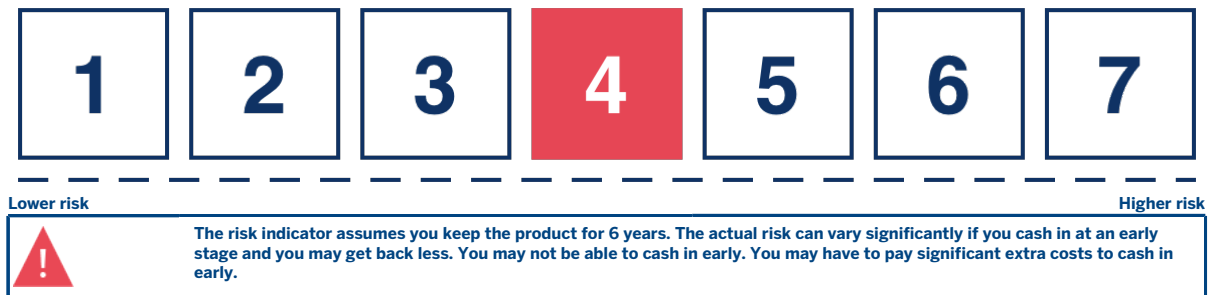 1 2 3 4 5 6 7
Lower risk Higher risk
The risk indicator assumes you keep the product for 6 years. The actual risk can vary significantly if you cash in at an early
stage and you may get back less. You may not be able to cash in early. You may have to pay significant extra costs to cash in
early.
!